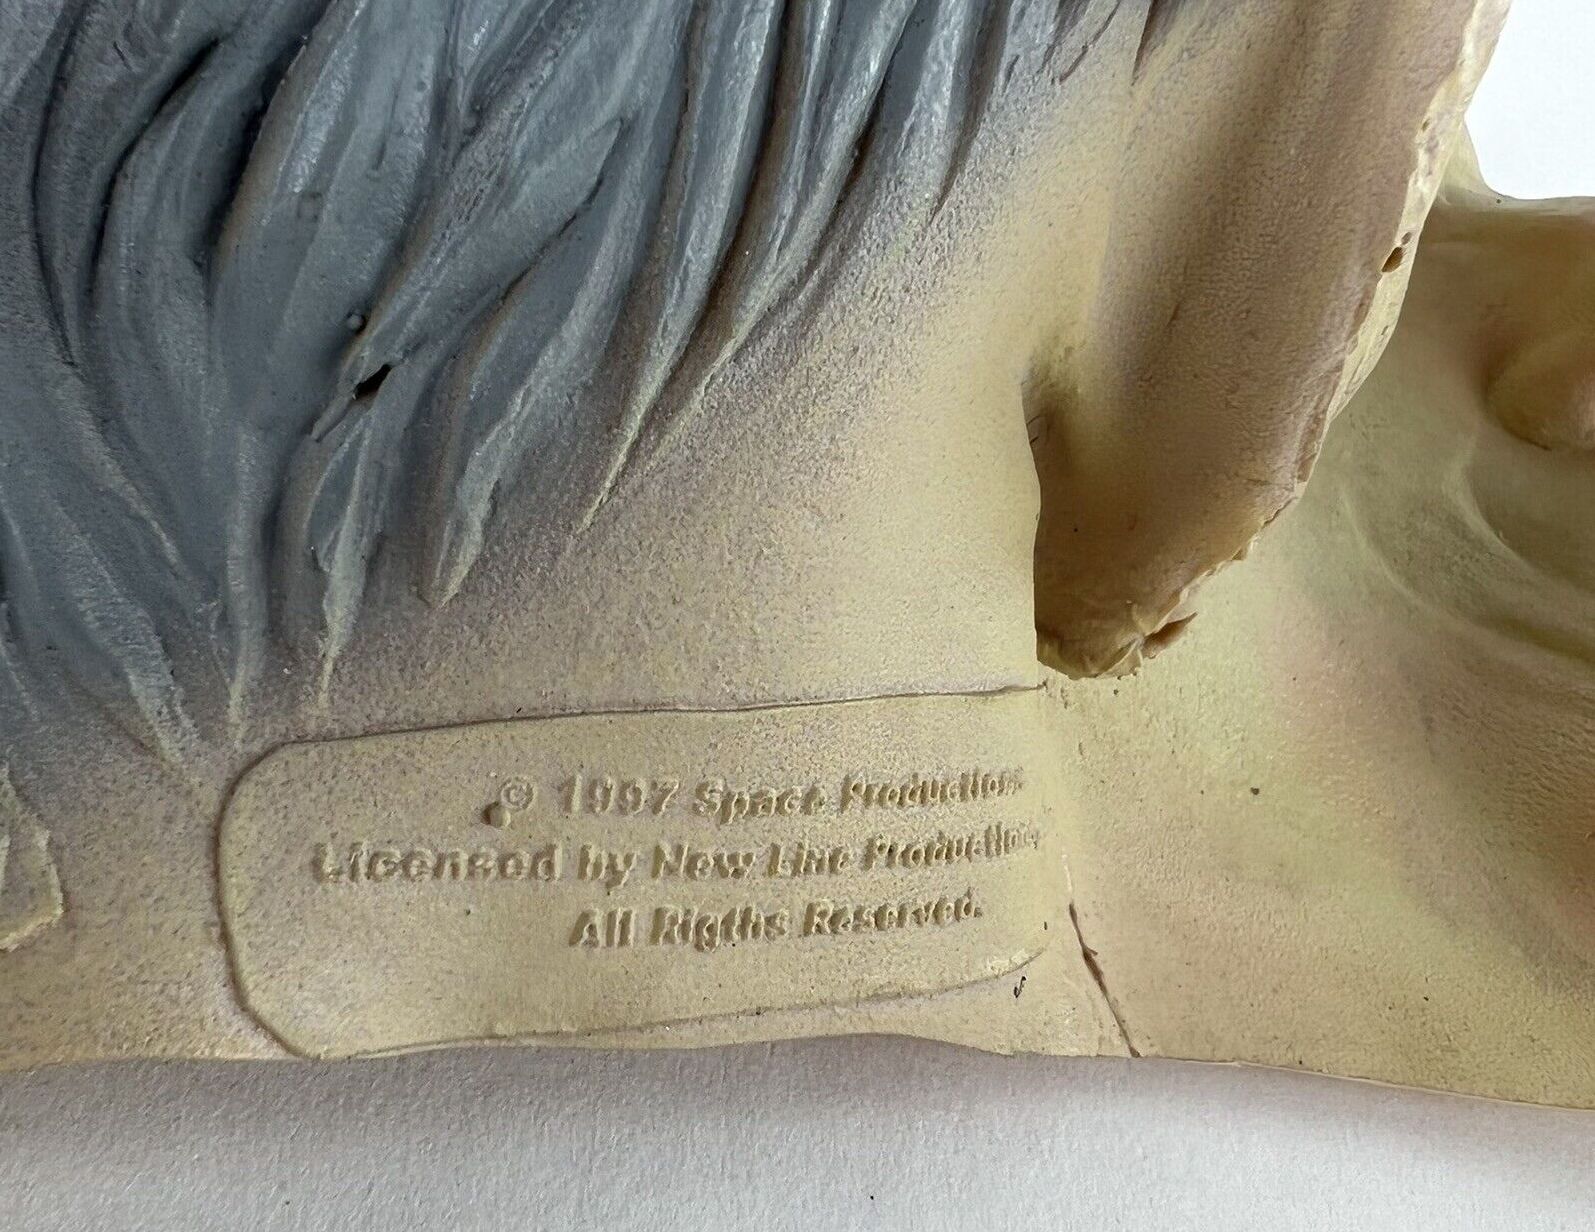 © 1997 Space Productions
Licensed by New Line Productions
All Rigths Reserved.